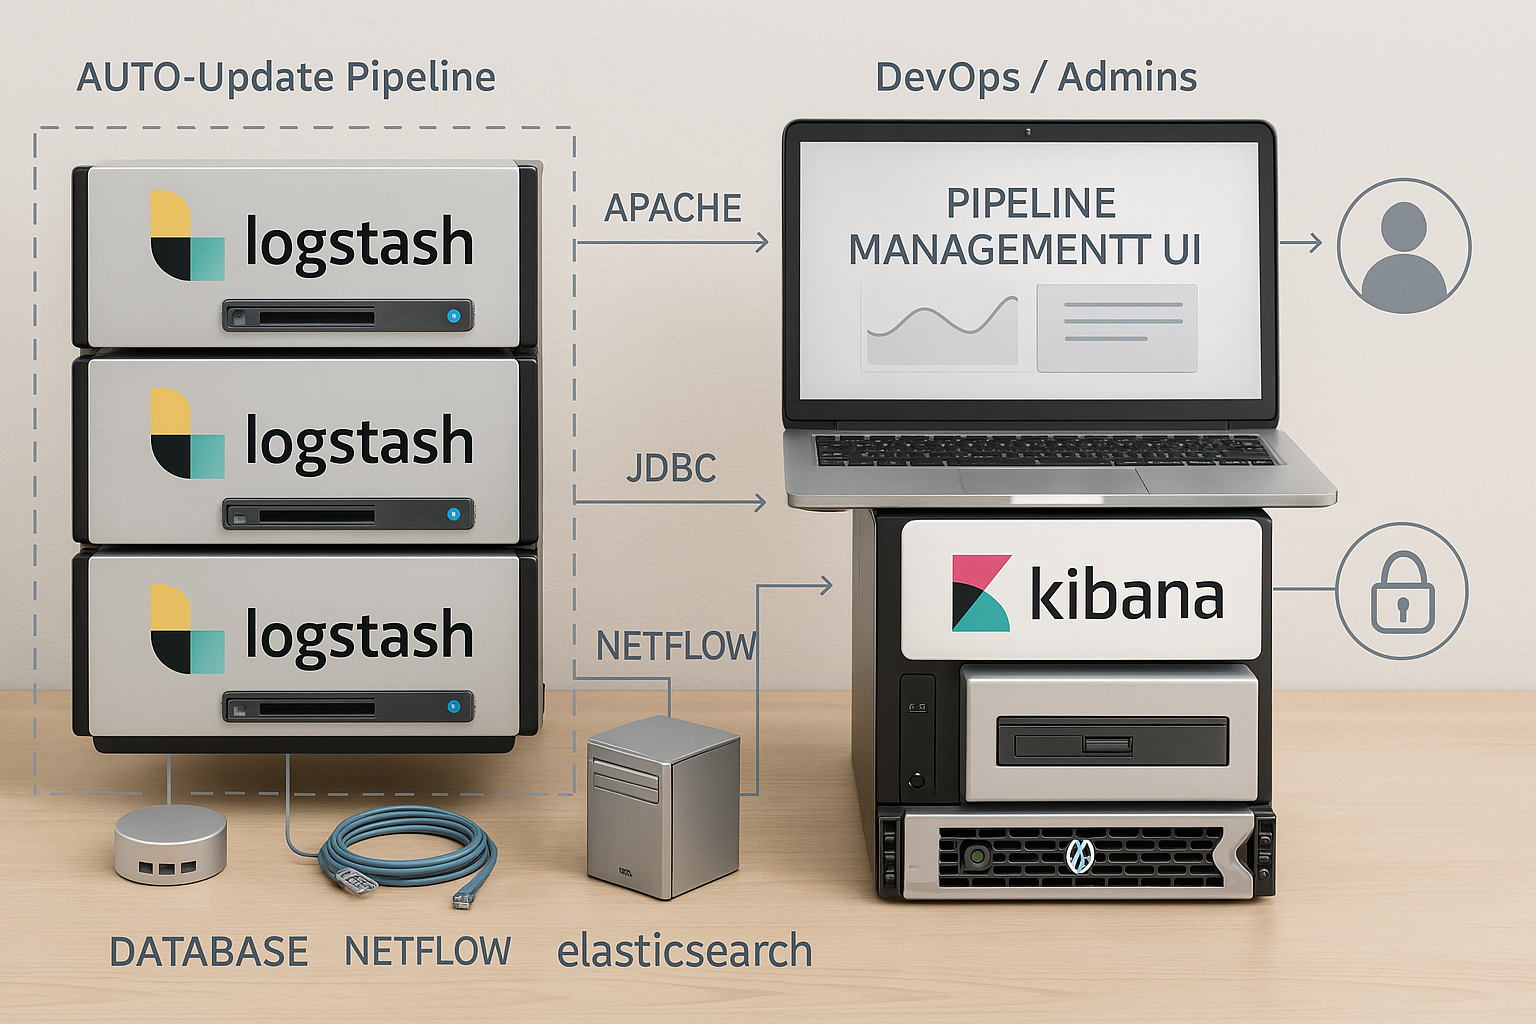 AUTO-Update Pipeline
DevOps / Admins
logstash
logstash
logstash
APACHE
JDBC
NETFLOW
PIPELINE
MANAGEMENTT UI
kibana
DATABASE
NETFLOW
elasticsearch